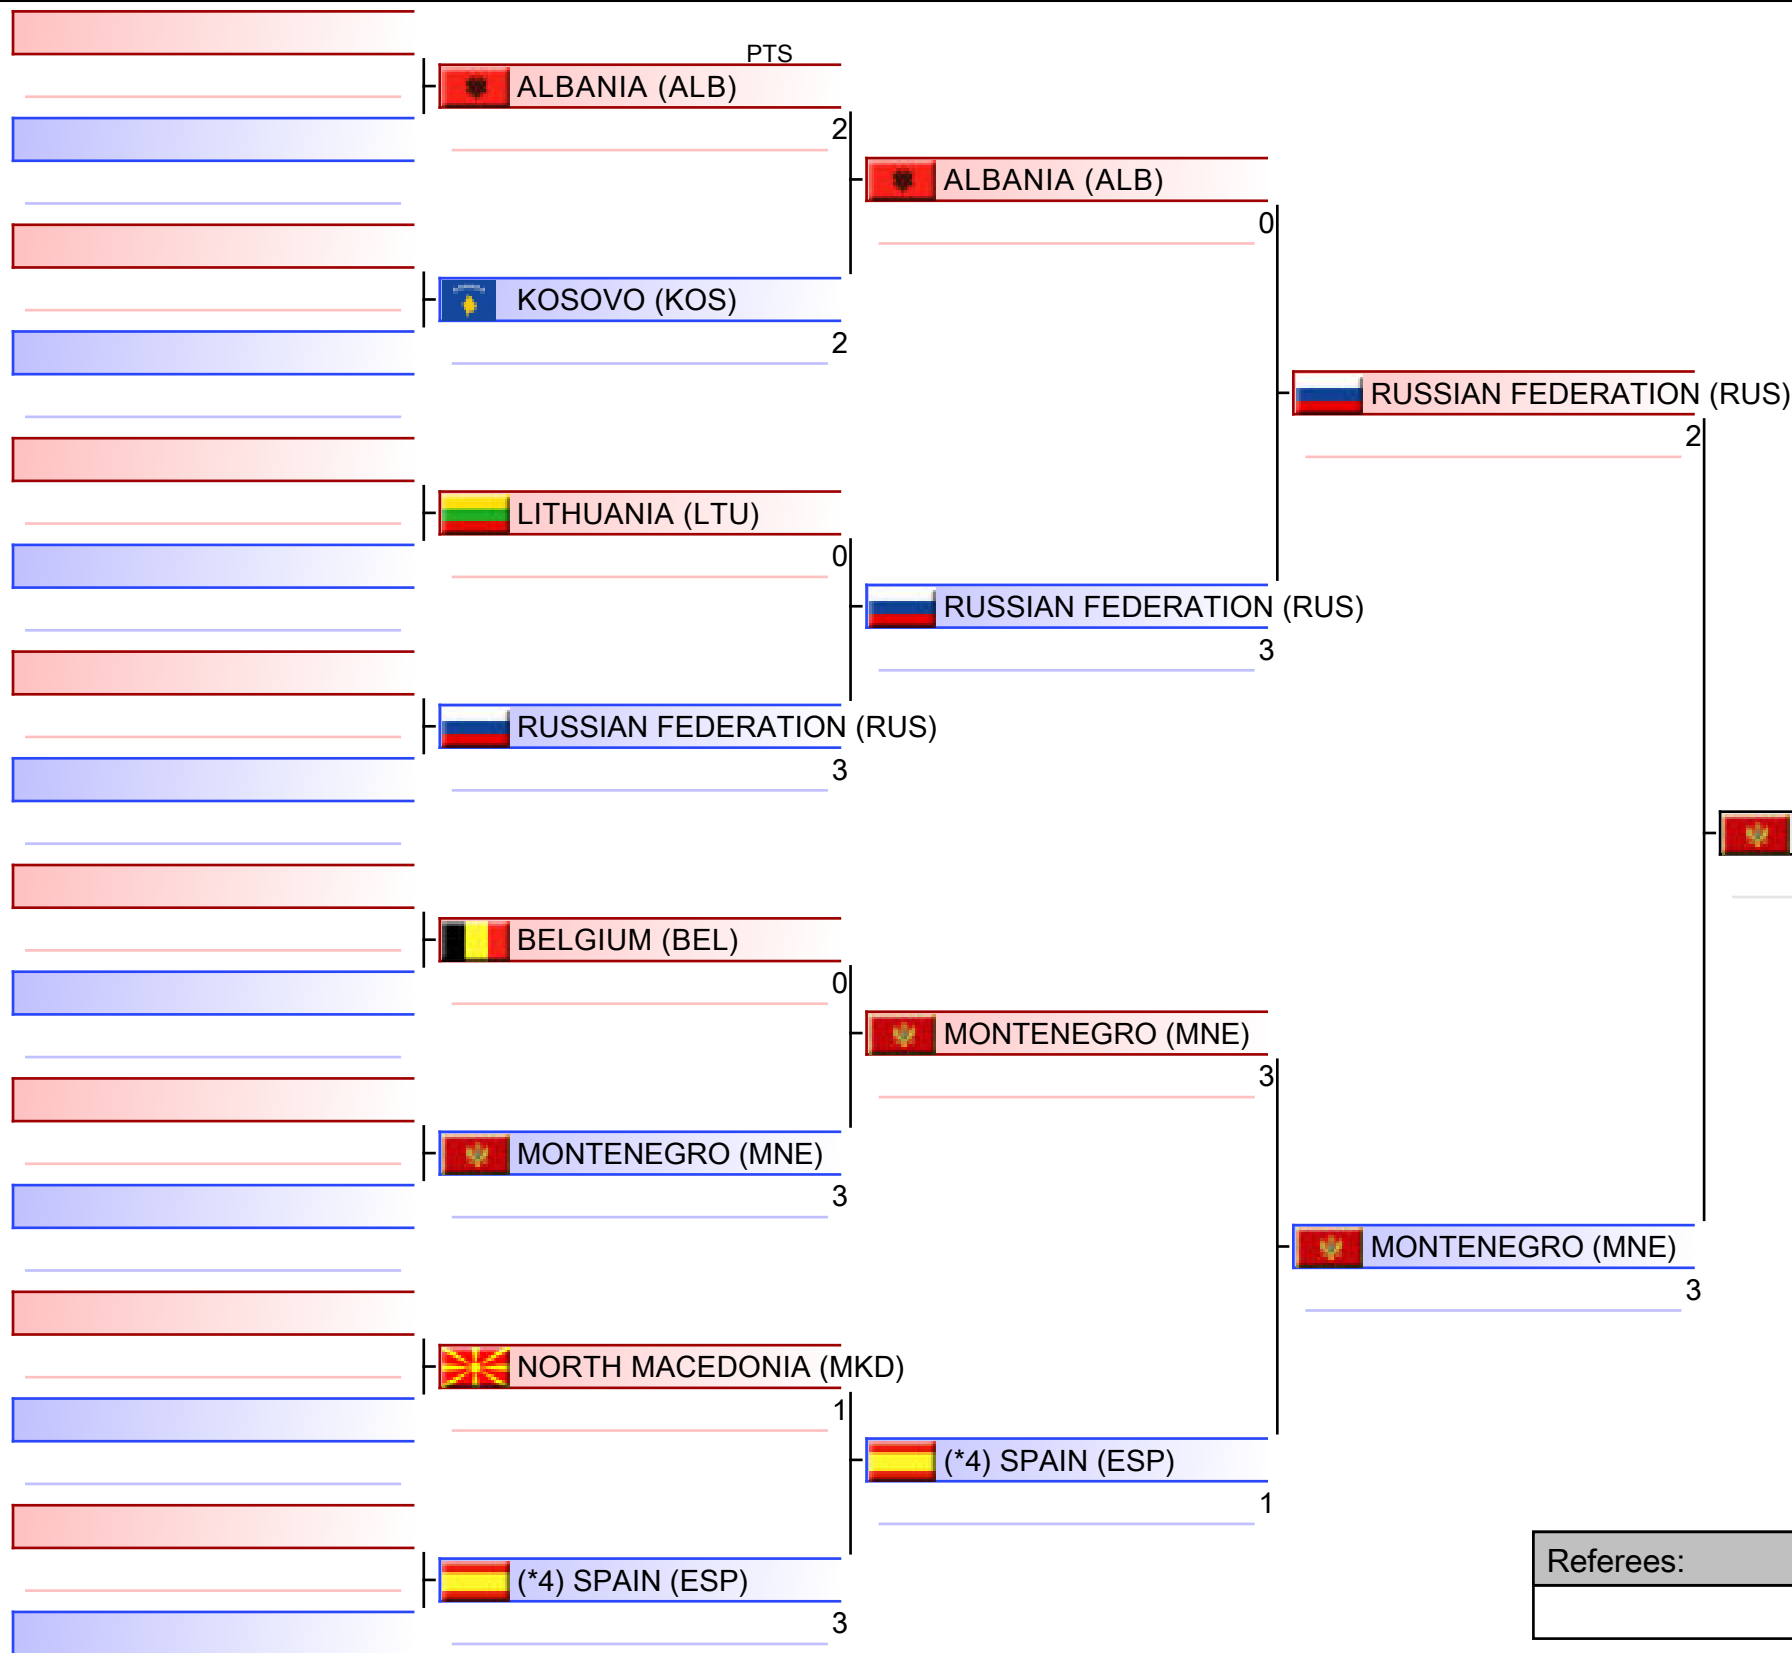 PTS
ALBANIA (ALB)
2
KOSOVO (KOS)
2
LITHUANIA (LTU)
0
RUSSIAN FEDERATION (RUS)
3
BELGIUM (BEL)
0
MONTENEGRO (MNE)
3
NORTH MACEDONIA (MKD)
1
(*4) SPAIN (ESP)
3
ALBANIA (ALB)
0
RUSSIAN FEDERATION (RUS)
3
MONTENEGRO (MNE)
3
(*4) SPAIN (ESP)
1
RUSSIAN FEDERATION (RUS)
2
MONTENEGRO (MNE)
3
Referees: